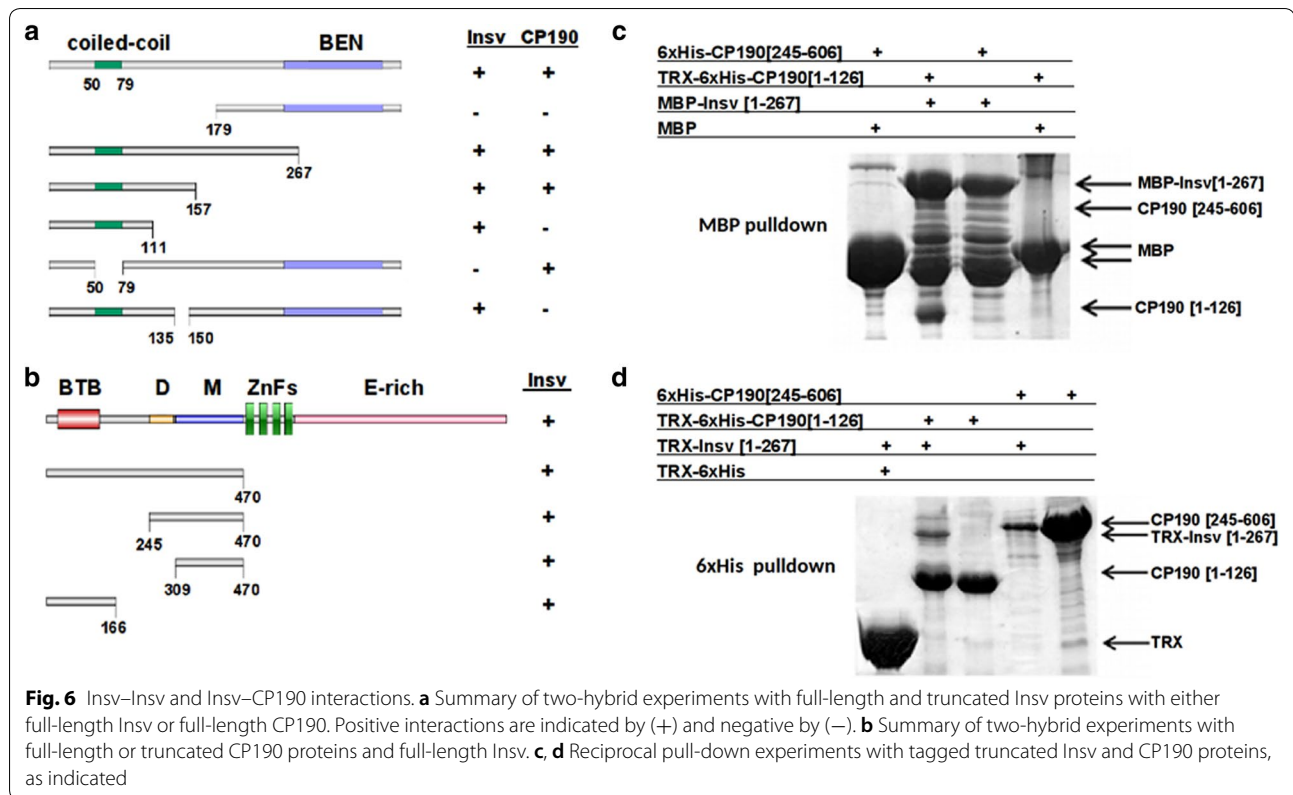 a
coiled-coil BEN Insv CP190
50 79 + +
179 - -
267 + +
157 + +
111 + -
50 79 - +
135 150 + -
b
BTB D M ZnFs E-rich Insv
+
470 +
245 470 +
309 470 +
166 +
c
6xHis-CP190[245-606] + +
TRX-6xHis-CP190[1-126] + +
MBP-Insv [1-267] + +
MBP + +
MBP pulldown
MBP-Insv[1-267]
CP190 [245-606]
MBP
CP190 [1-126]
d
6xHis-CP190[245-606] + +
TRX-6xHis-CP190[1-126] + +
TRX-Insv [1-267] + + +
TRX-6xHis +
6xHis pulldown
CP190 [245-606]
TRX-Insv [1-267]
CP190 [1-126]
TRX
Fig. 6 Insv–Insv and Insv–CP190 interactions. a Summary of two-hybrid experiments with full-length and truncated Insv proteins with either
full-length Insv or full-length CP190. Positive interactions are indicated by (+) and negative by (−). b Summary of two-hybrid experiments with
full-length or truncated CP190 proteins and full-length Insv. c, d Reciprocal pull-down experiments with tagged truncated Insv and CP190 proteins,
as indicated